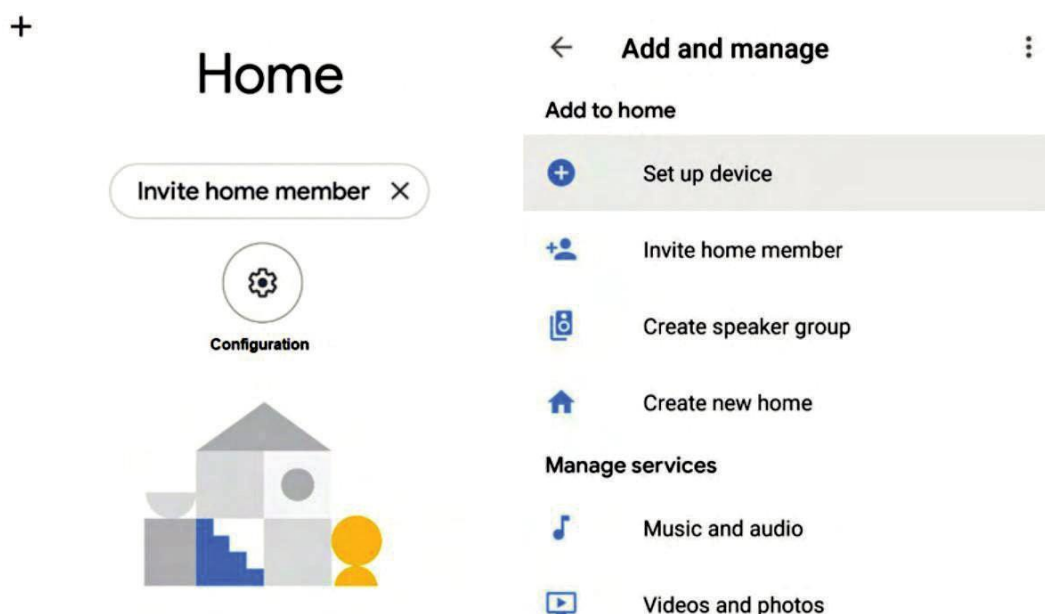 +
Home
Invite home member ×
Configuration
Add and manage
Add to home
Set up device
Invite home member
Create speaker group
Create new home
Manage services
Music and audio
Videos and photos